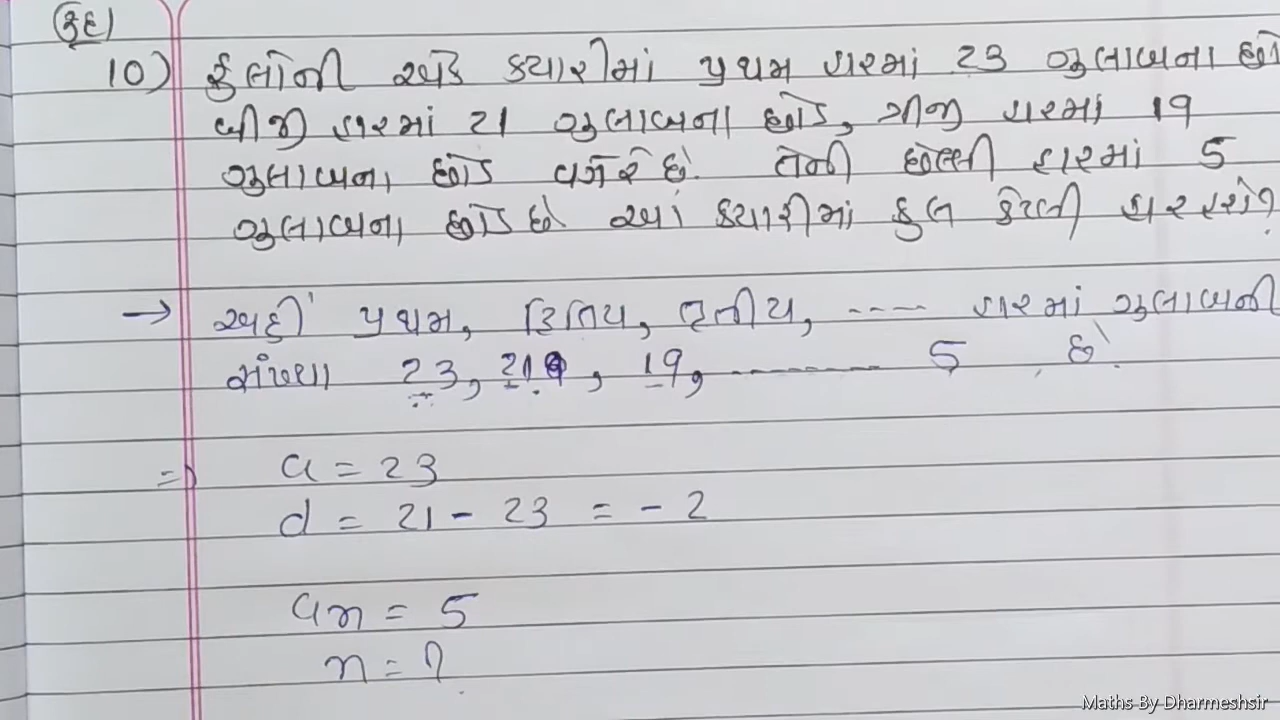 ઉદા
10) ફુલોની એક ક્યારીમાં પ્રથમ હારમાં 23 ગુલાબના છો
બીજી હારમાં 21 ગુલાબના છોડ, ત્રીજી હારમાં 19
ગુલાબના છોડ વગેરે છે. તેની છેલ્લી હારમાં 5
ગુલાબના છોડ છે આ ક્યારીમાં કુલ કેટલી હાર હશે?
→ અહીં પ્રથમ, દ્વિતિય, તૃતીય, ---- હારમાં ગુલાબની
સંખ્યા 23, 21, 19, -------- 5 છે.
=> a = 23
d = 21 - 23 = - 2
an = 5
n = ?
Maths By Dharmeshsir